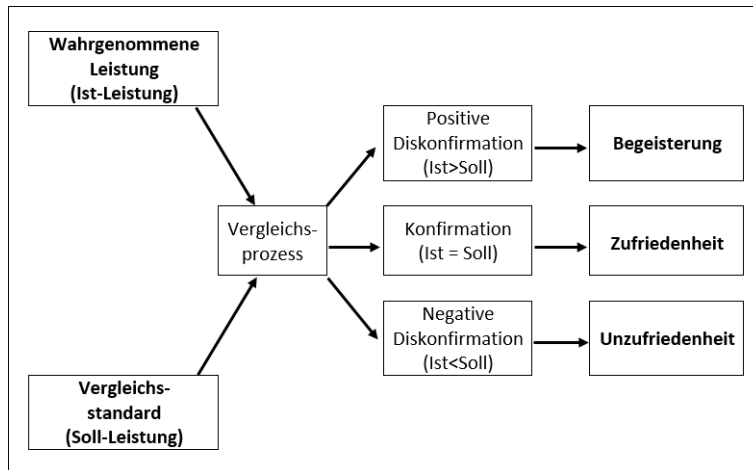 Wahrgenommene
Leistung
(Ist-Leistung)
Positive
Diskonfirmation
(Ist>Soll)
Begeisterung
Vergleichs-
prozess
Konfirmation
(Ist = Soll)
Zufriedenheit
Negative
Diskonfirmation
(Ist<Soll)
Unzufriedenheit
Vergleichs-
standard
(Soll-Leistung)